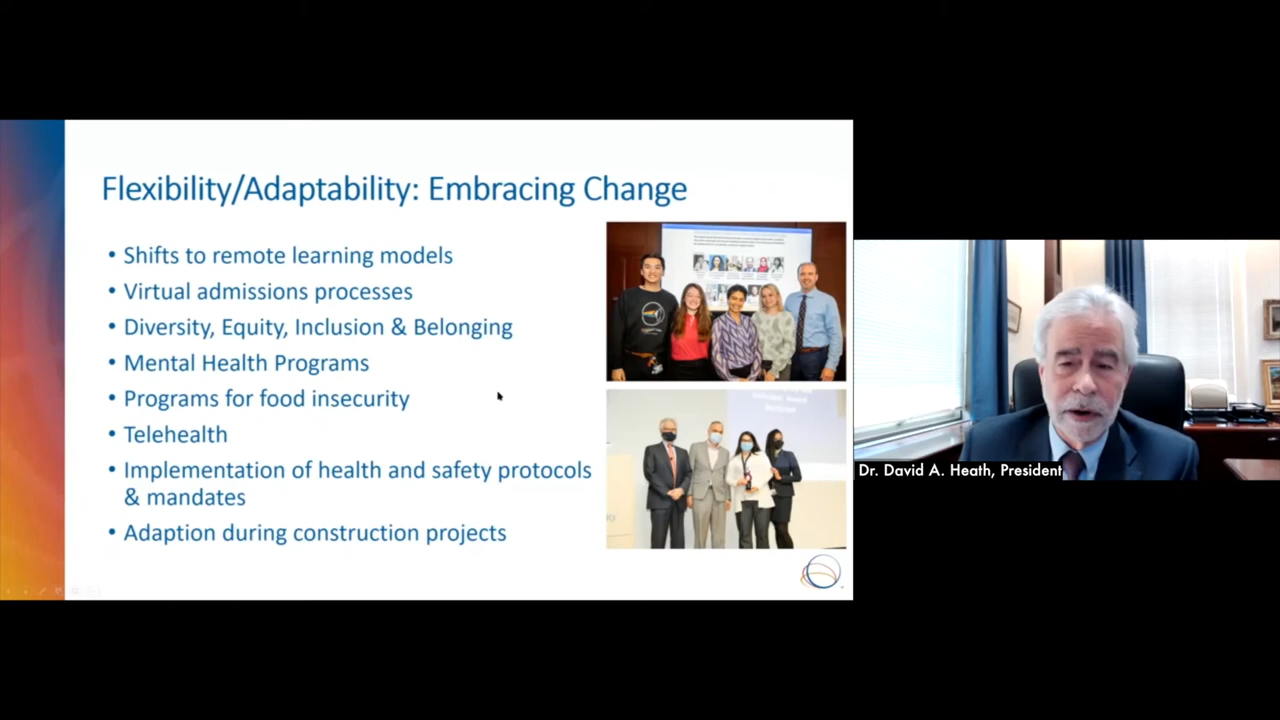 Flexibility/Adaptability: Embracing Change
• Shifts to remote learning models
• Virtual admissions processes
• Diversity, Equity, Inclusion & Belonging
• Mental Health Programs
• Programs for food insecurity
• Telehealth
• Implementation of health and safety protocols
& mandates
• Adaption during construction projects
Dr. David A. Heath, President